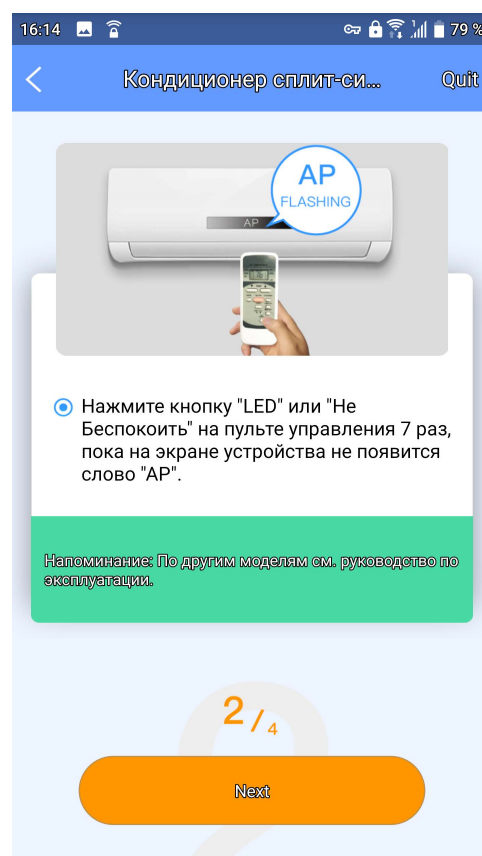 16:14
79 %
Кондиционер сплит-си...
Quit
AP
FLASHING
AP
Нажмите кнопку "LED" или "Не
Беспокоить" на пульте управления 7 раз,
пока на экране устройства не появится
слово "AP".
Напоминание: По другим моделям см. руководство по
эксплуатации.
2/4
Next